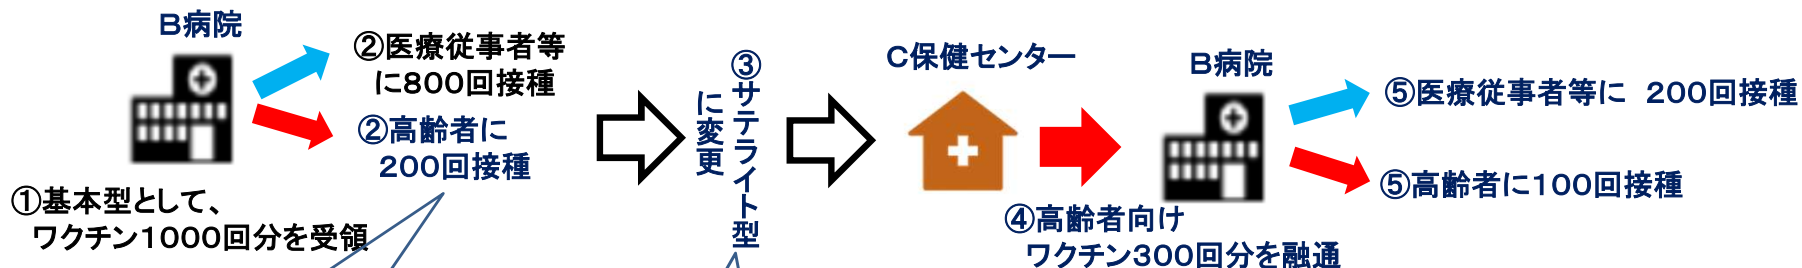 B病院
②医療従事者等
に800回接種
②高齢者に
200回接種
①基本型として、
ワクチン1000回分を受領
③サテライト型
に変更
C保健センター
④高齢者向け
ワクチン300回分を融通
B病院
⑤医療従事者等に 200回接種
⑤高齢者に100回接種